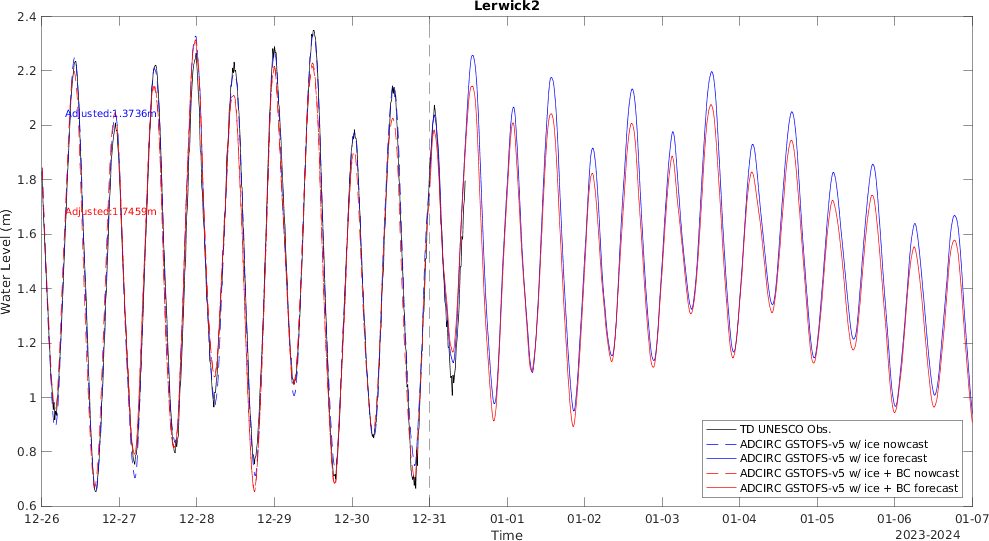 Lerwick2
2.4
2.2
2
1.8
1.6
1.4
1.2
1
0.8
0.6
Water Level (m)
Adjusted:1.3736m
Adjusted:1.7459m
TD UNESCO Obs.
ADCIRC GSTOFS-v5 w/ ice nowcast
ADCIRC GSTOFS-v5 w/ ice forecast
ADCIRC GSTOFS-v5 w/ ice + BC nowcast
ADCIRC GSTOFS-v5 w/ ice + BC forecast
12-26 12-27 12-28 12-29 12-30 12-31 01-01 01-02 01-03 01-04 01-05 01-06 01-07
Time
2023-2024